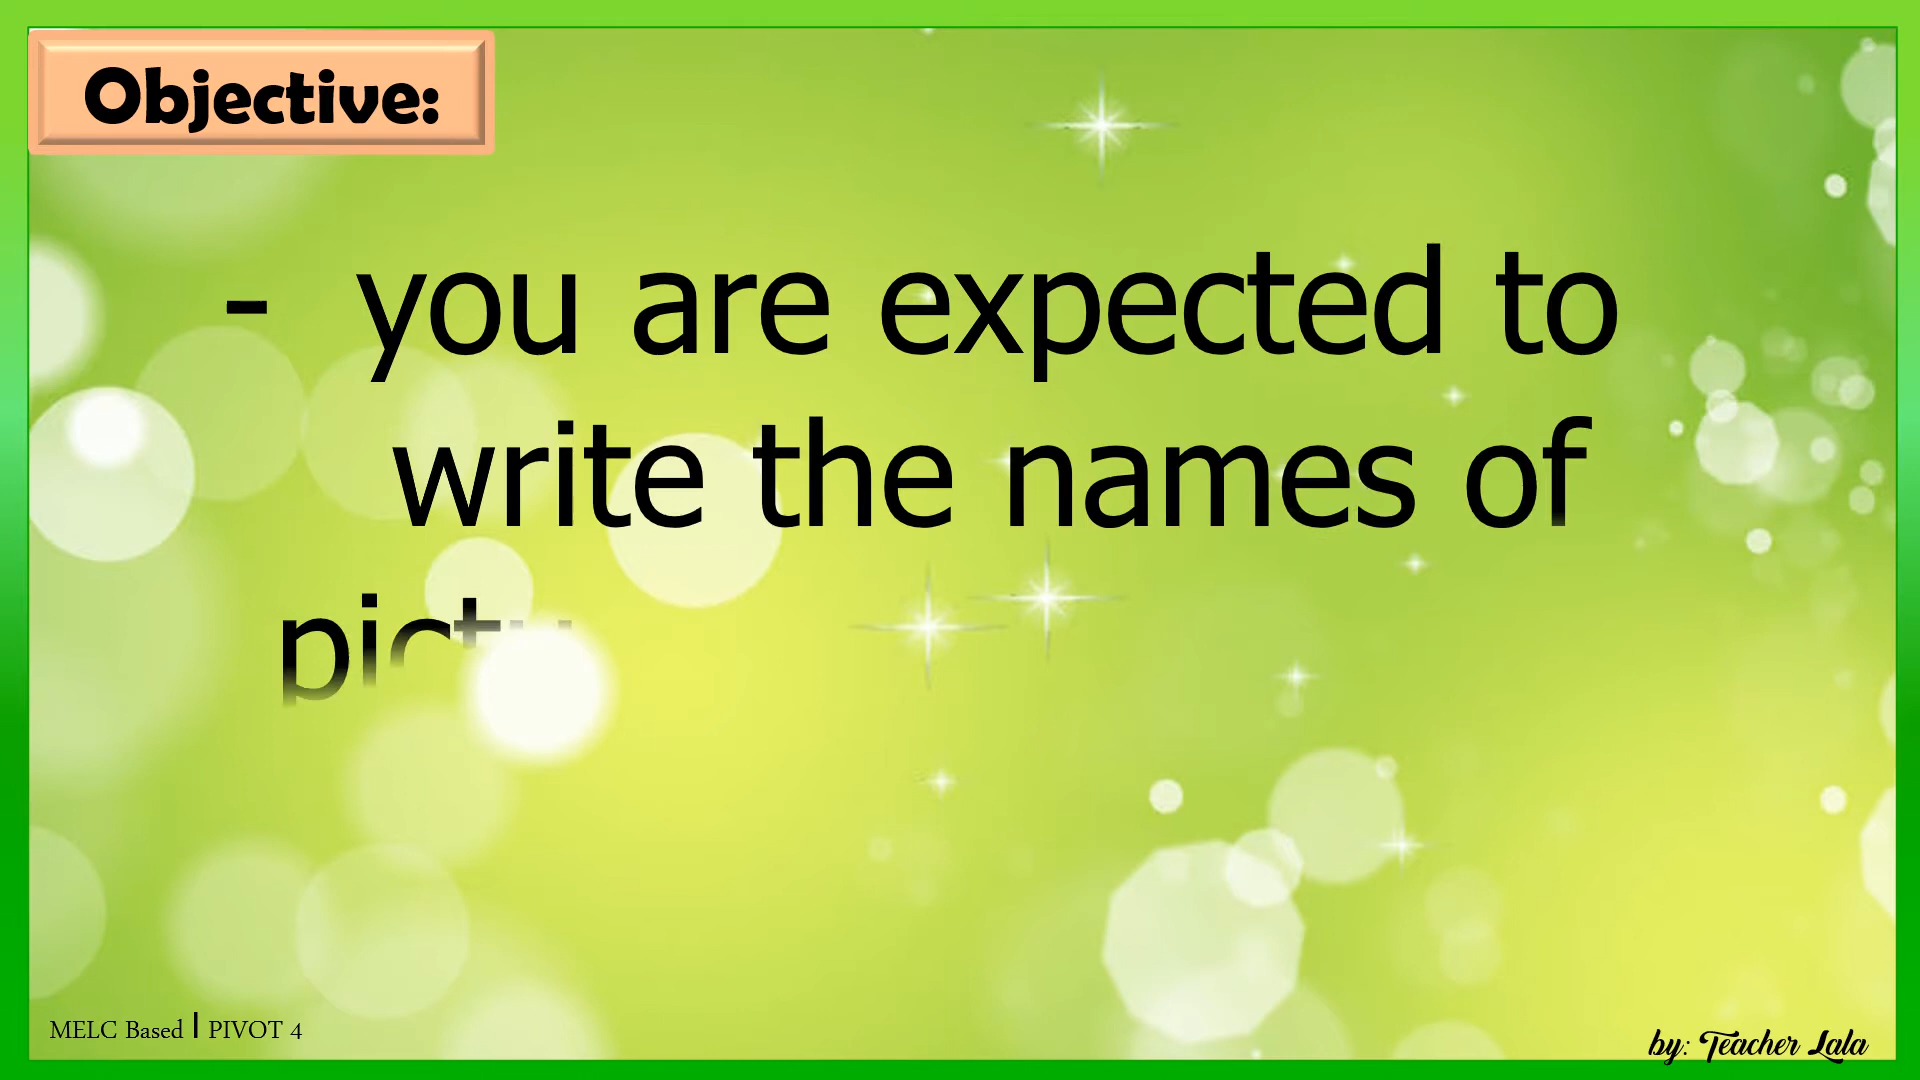 Objective:
- you are expected to
write the names of
MELC Based | PIVOT 4
by: Teacher Lala